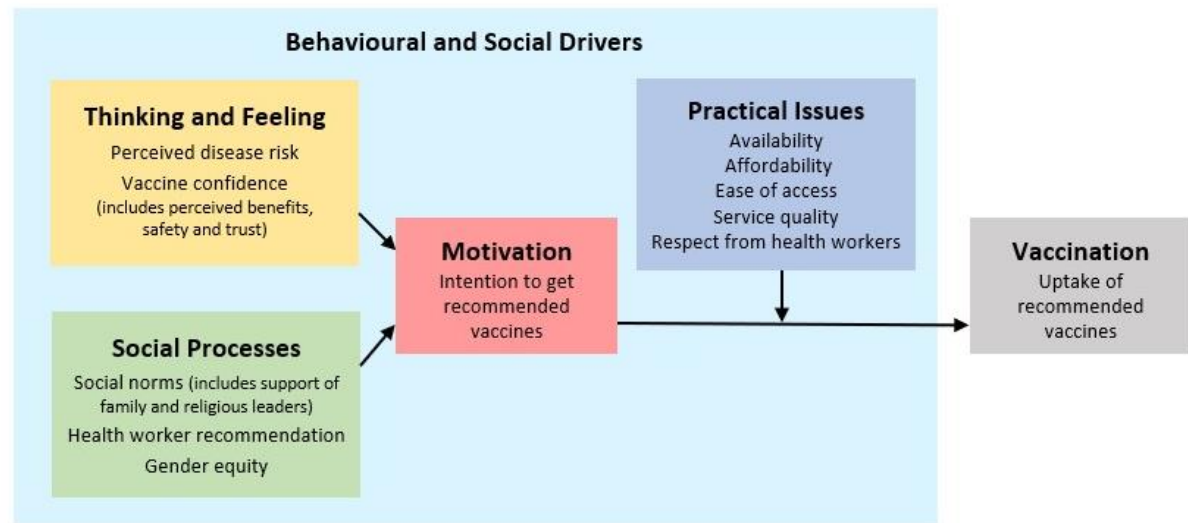 Behavioural and Social Drivers
Thinking and Feeling
Perceived disease risk
Vaccine confidence
(includes perceived benefits,
safety and trust)
Social Processes
Social norms (includes support of
family and religious leaders)
Health worker recommendation
Gender equity
Motivation
Intention to get
recommended
vaccines
Practical Issues
Availability
Affordability
Ease of access
Service quality
Respect from health workers
Vaccination
Uptake of
recommended
vaccines